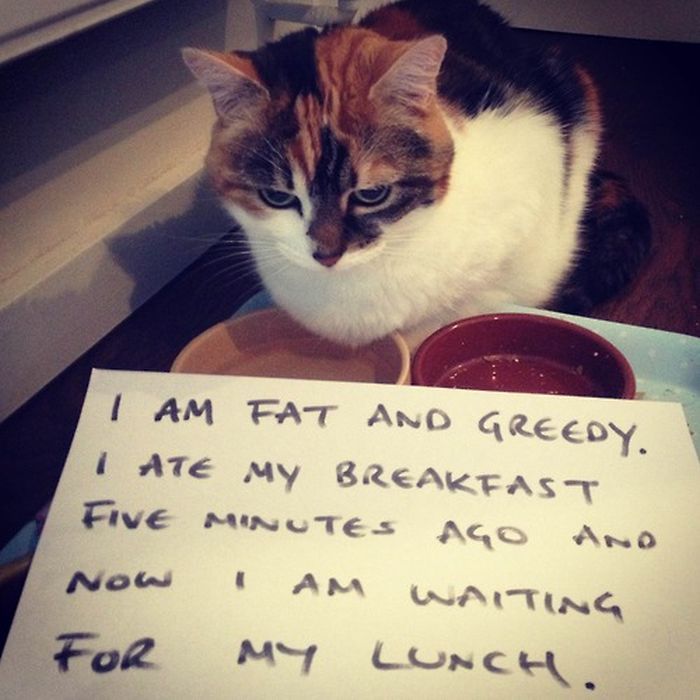 I AM FAT AND GREEDY.
I ATE MY BREAKFAST
FIVE MINUTES AGO AND
NOW I AM WAITING
FOR MY LUNCH.